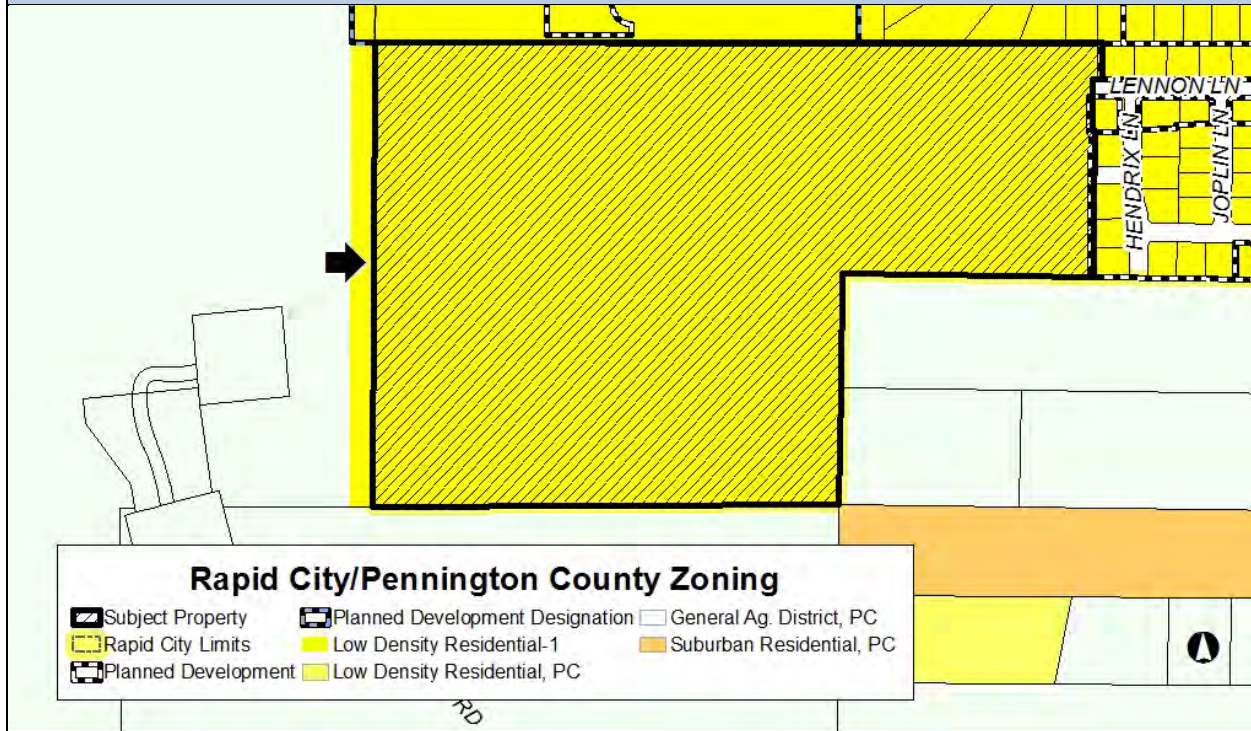 LENNON LN
HENDRIX LN
JOPLIN LN
Rapid City/Pennington County Zoning
Subject Property Planned Development Designation General Ag. District, PC
Rapid City Limits Low Density Residential-1 Suburban Residential, PC
Planned Development Low Density Residential, PC
RD